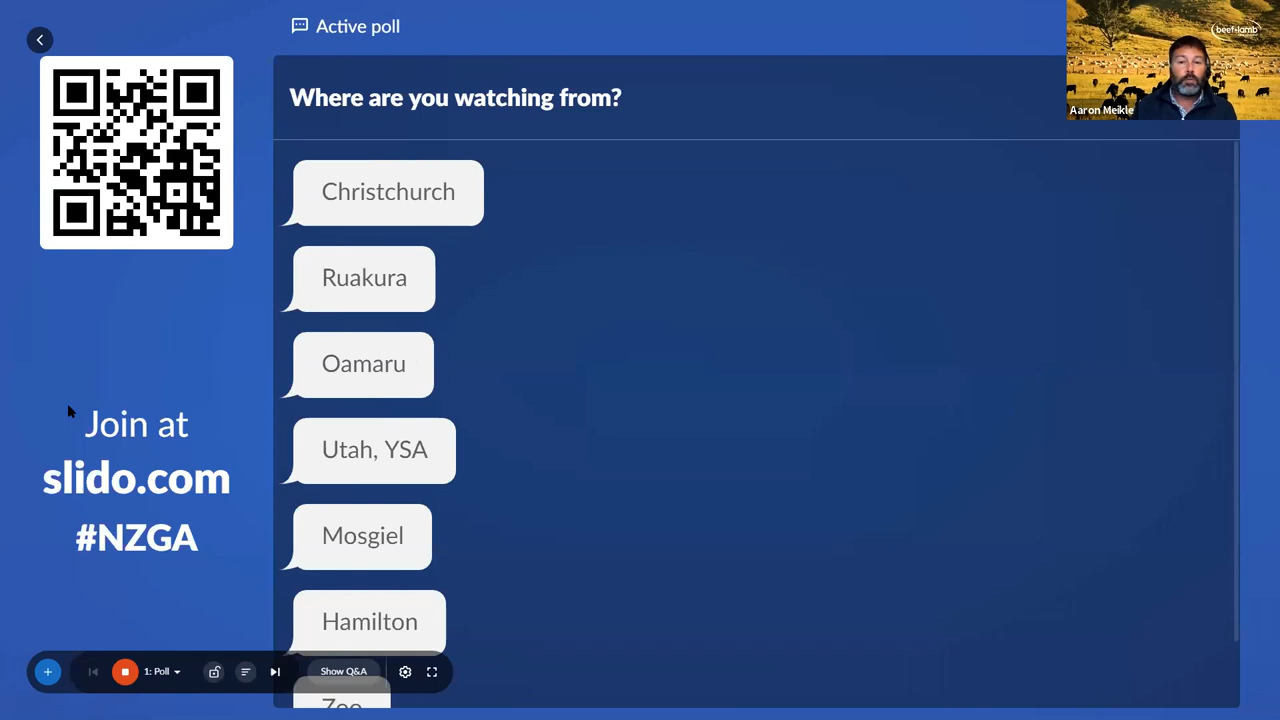 Active poll
beef+lamb
Aaron Meikle
Where are you watching from?
Christchurch
Ruakura
Oamaru
Utah, YSA
Mosgiel
Hamilton
Join at
slido.com
#NZGA
1: Poll
Show Q&A